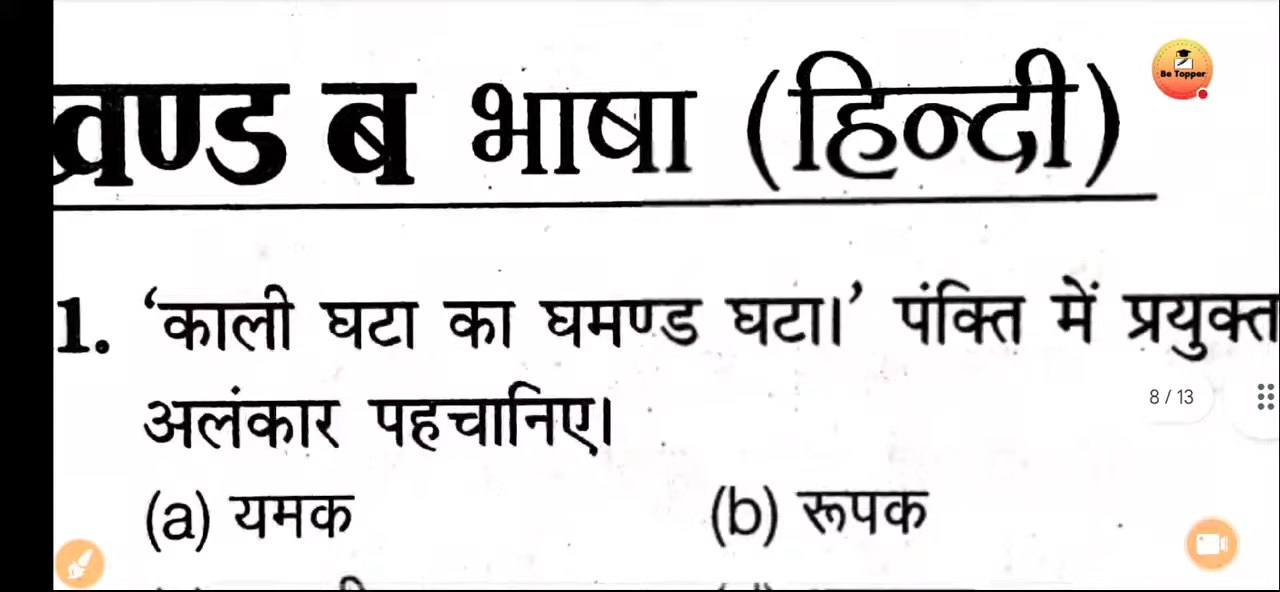 खण्ड ब भाषा (हिन्दी)
Be Topper
1. ‘काली घटा का घमण्ड घटा।’ पंक्ति में प्रयुक्त
8 / 13
अलंकार पहचानिए।
(a) यमक (b) रूपक